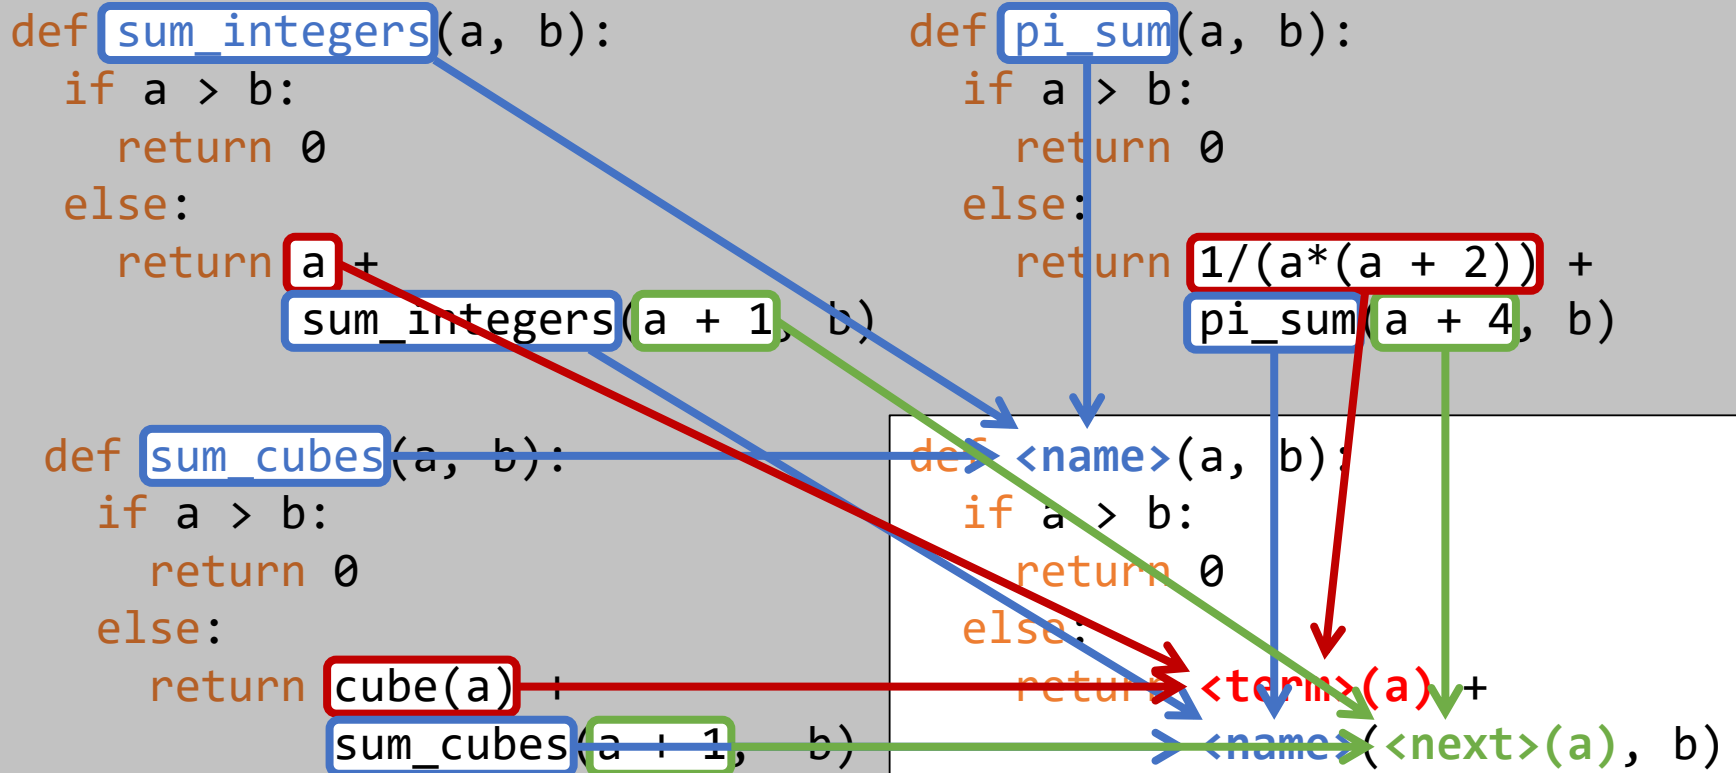 def sum_integers(a, b):
  if a > b:
    return 0
  else:
    return a +
          sum_integers(a + 1, b)
def pi_sum(a, b):
  if a > b:
    return 0
  else:
    return 1/(a*(a + 2)) +
          pi_sum(a + 4, b)
def sum_cubes(a, b):
  if a > b:
    return 0
  else:
    return cube(a) +
          sum_cubes(a + 1, b)
def <name>(a, b):
  if a > b:
    return 0
  else:
    return <term>(a) +
          <name>(<next>(a), b)